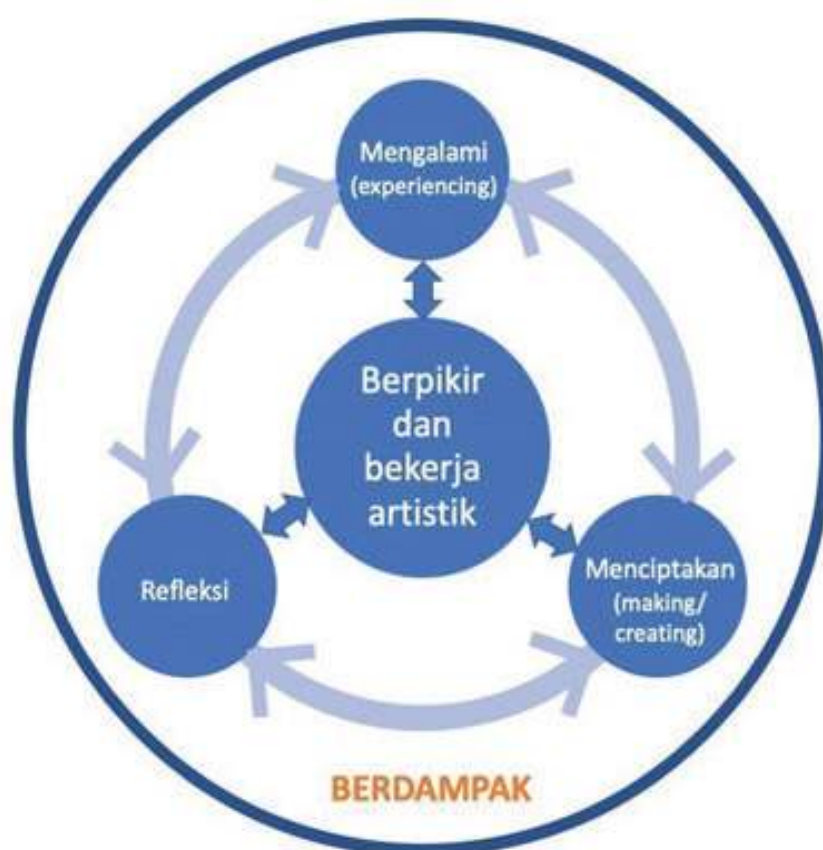 Mengalami
(experiencing)
Berpikir
dan
bekerja
artistik
Refleksi
Menciptakan
(making/
creating)
BERDAMPAK